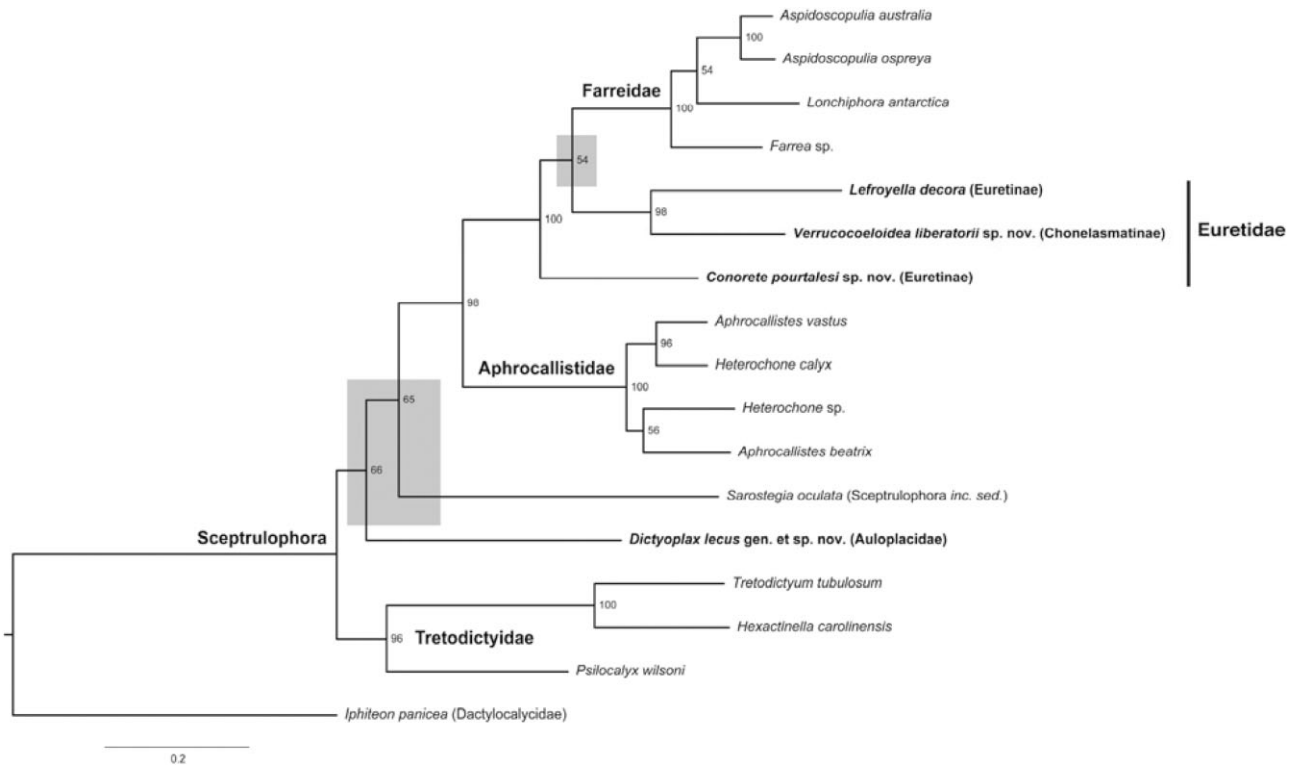 Aspidoscopulia australia
100
Aspidoscopulia ospreya
54
Farreidae
Lonchiphora antarctica
100
Farrea sp.
54
Lefroyella decora (Euretinae)
98
100
Euretidae
Verrucocoeloidea liberatorii sp. nov. (Chonelasmatinae)
Conorete pourtalesi sp. nov. (Euretinae)
98
Aphrocallistes vastus
96
Heterochone calyx
Aphrocallistidae
100
65
Heterochone sp.
56
Aphrocallistes beatrix
66
Sarostegia oculata (Sceptrulophora inc. sed.)
Sceptrulophora
Dictyoplax lecus gen. et sp. nov. (Auloplacidae)
Tretodictyum tubulosum
100
Hexactinella carolinensis
96
Tretodictyidae
Psilocalyx wilsoni
Iphiteon panicea (Dactylocalycidae)
0.2